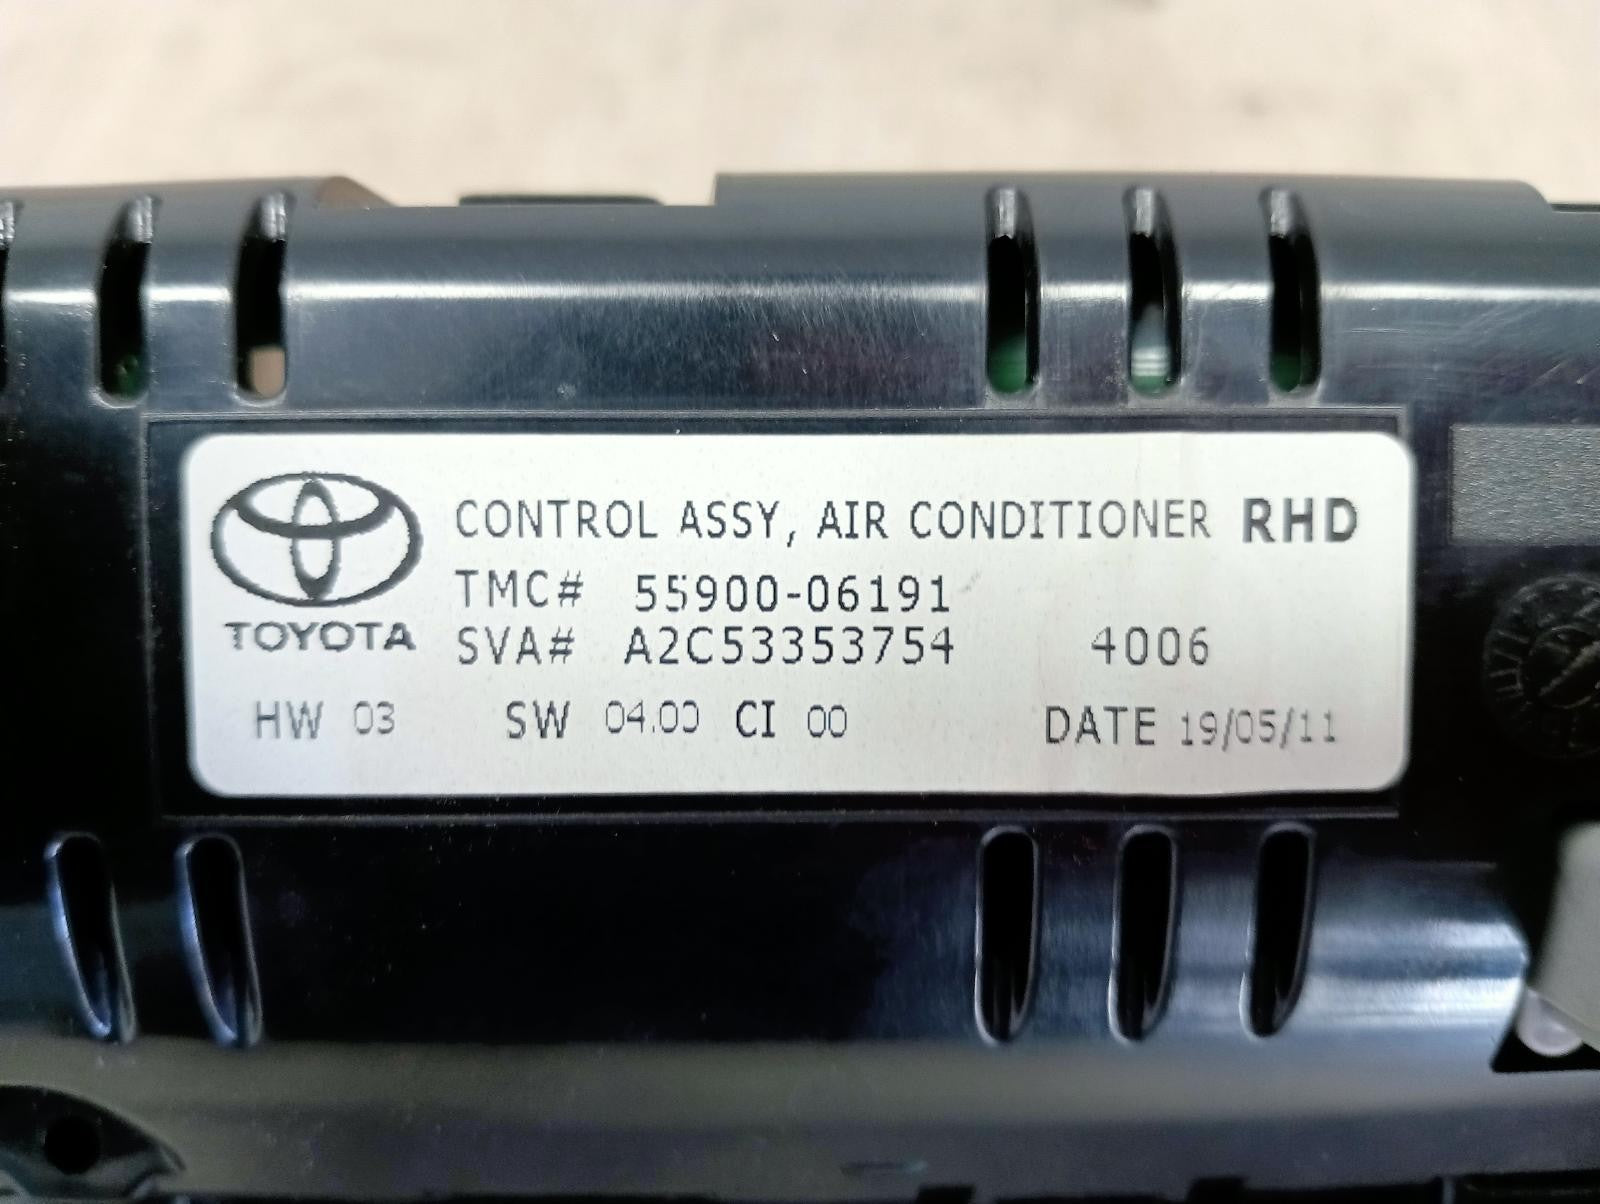 CONTROL ASSY, AIR CONDITIONER RHD
TMC# 55900-06191
TOYOTA
SVA# A2C53353754 4006
HW 03 SW 04.00 CI 00 DATE 19/05/11